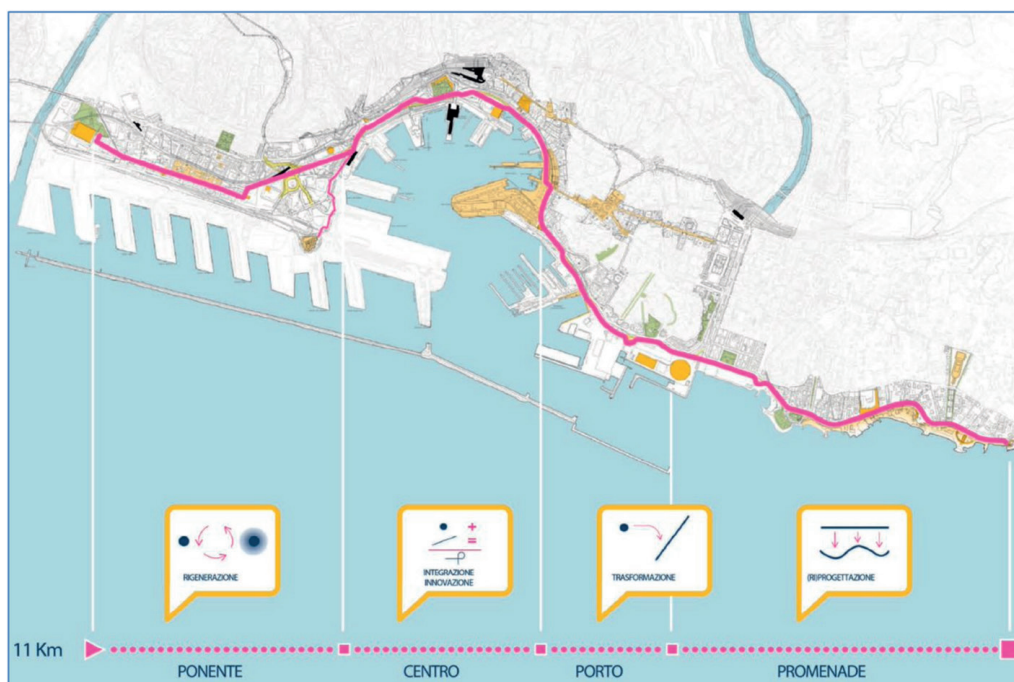 RIGENERAZIONE
INTEGRAZIONE
INNOVAZIONE
TRASFORMAZIONE
(RI)PROGETTAZIONE
11 Km
PONENTE
CENTRO
PORTO
PROMENADE